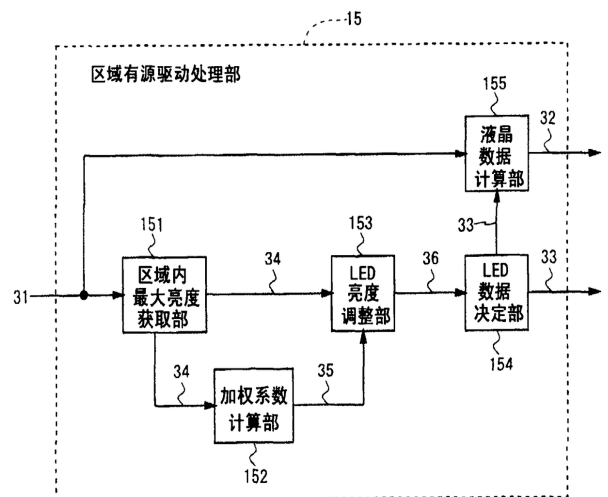 15
区域有源驱动处理部
155
液晶
数据
计算部
32
33
151
区域内
最大亮度
获取部
31
34
153
LED
亮度
调整部
36
LED
数据
决定部
33
154
34
加权系数
计算部
35
152